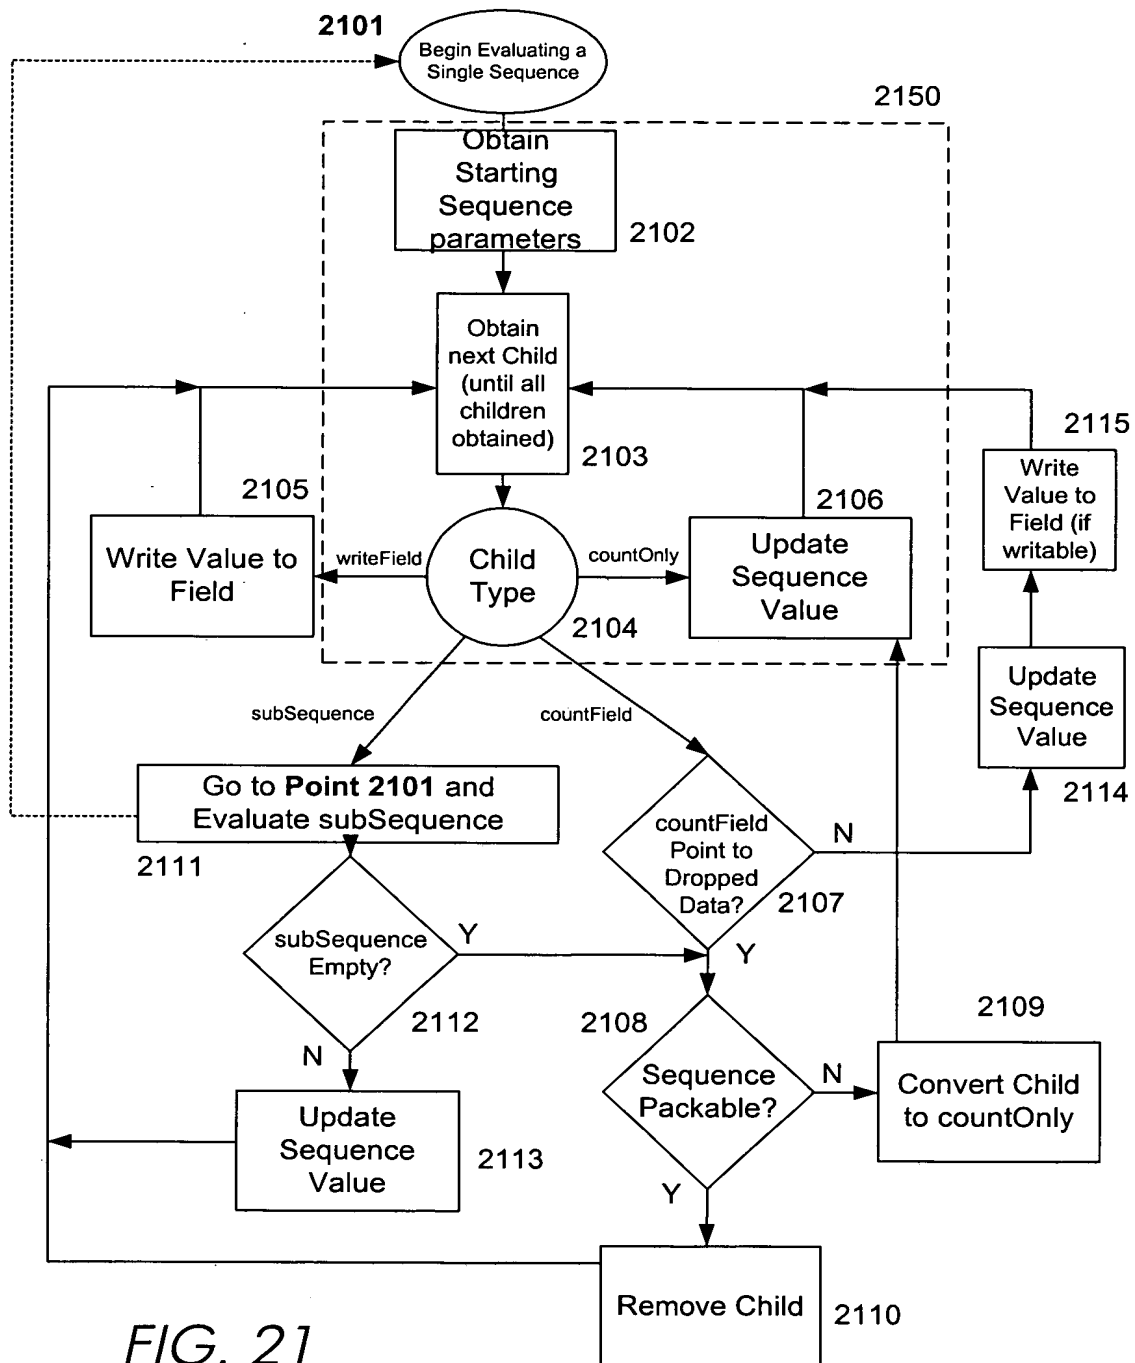 2101
Begin Evaluating a
Single Sequence
2150
Obtain
Starting
Sequence
parameters
2102
Obtain
next Child
(until all
children
obtained)
2103
2115
Write
Value to
Field (if
writable)
2105
Write Value to
Field
writeField
Child
Type
2104
countOnly
2106
Update
Sequence
Value
Update
Sequence
Value
2114
subSequence
countField
Go to Point 2101 and
Evaluate subSequence
2111
countField
Point to
Dropped
Data?
2107
N
Y
subSequence
Empty?
2112
Y
N
2108
Sequence
Packable?
N
Y
2109
Convert Child
to countOnly
Update
Sequence
Value
2113
Remove Child
2110
FIG. 21